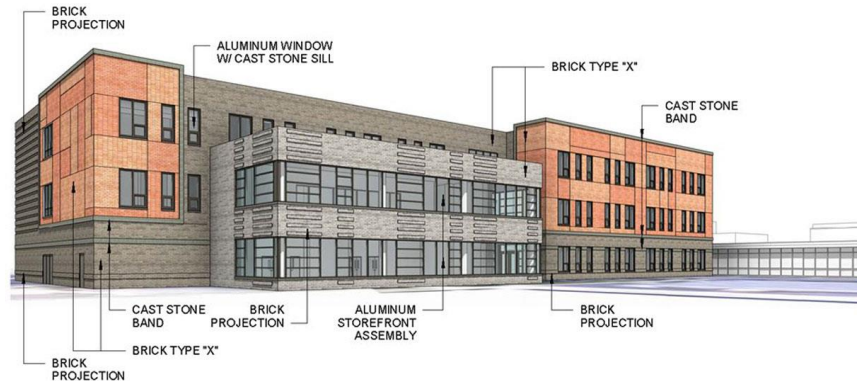 BRICK
PROJECTION
ALUMINUM WINDOW
W/ CAST STONE SILL
BRICK TYPE "X"
CAST STONE
BAND
CAST STONE
BAND
BRICK
PROJECTION
ALUMINUM
STOREFRONT
ASSEMBLY
BRICK
PROJECTION
BRICK TYPE "X"
BRICK
PROJECTION